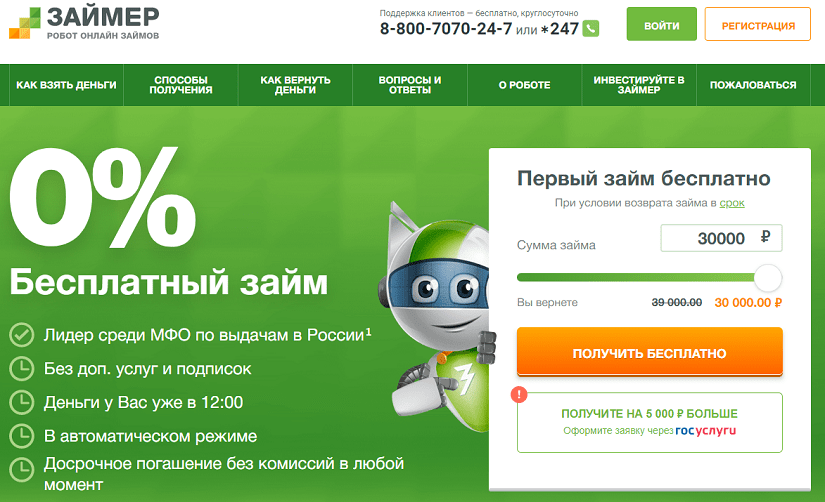 ЗАЙМЕР
РОБОТ ОНЛАЙН ЗАЙМОВ
Поддержка клиентов — бесплатно, круглосуточно
8-800-7070-24-7 или *247
ВОЙТИ
РЕГИСТРАЦИЯ
КАК ВЗЯТЬ ДЕНЬГИ
СПОСОБЫ
ПОЛУЧЕНИЯ
КАК ВЕРНУТЬ
ДЕНЬГИ
ВОПРОСЫ И
ОТВЕТЫ
О РОБОТЕ
ИНВЕСТИРУЙТЕ В
ЗАЙМЕР
ПОЖАЛОВАТЬСЯ
0%
Бесплатный займ
Лидер среди МФО по выдачам в России¹
Без доп. услуг и подписок
Деньги у Вас уже в 12:00
В автоматическом режиме
Досрочное погашение без комиссий в любой
момент
Первый займ бесплатно
При условии возврата займа в срок
Сумма займа
30000 ₽
Вы вернете
39 000.00 30 000.00 ₽
ПОЛУЧИТЬ БЕСПЛАТНО
!
ПОЛУЧИТЕ НА 5 000 ₽ БОЛЬШЕ
Оформите заявку через госуслуги